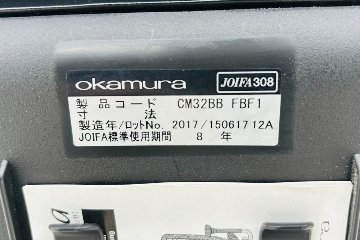 okamura JOIFA308
製品コード CM32BB FBF1
寸法
製造年/ロットNo. 2017/15061712A
JOIFA標準使用期間 8 年